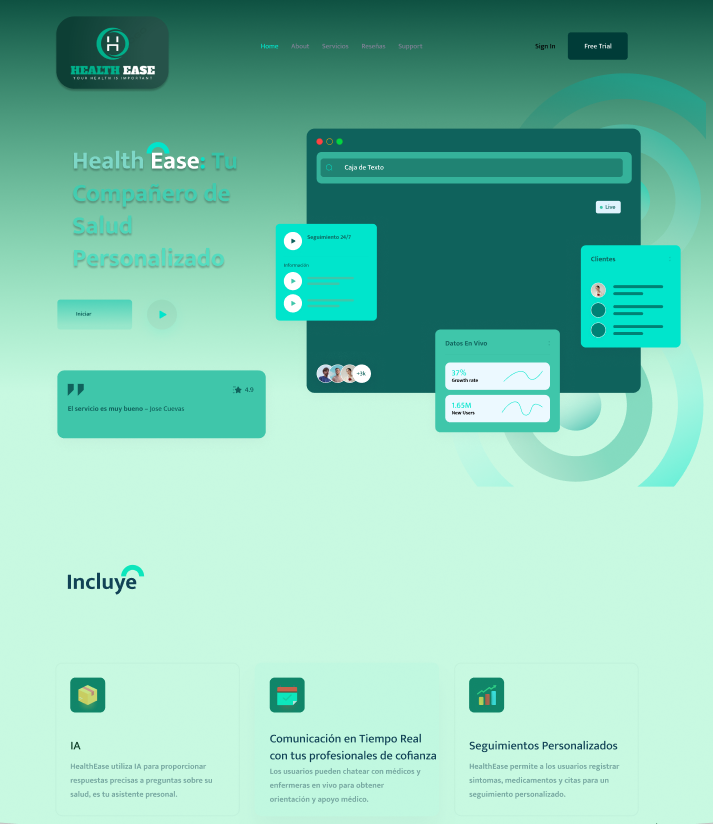 HEALTH EASE
YOUR HEALTH IS IMPORTANT
Home About Servicios Reseñas Support
Sign In
Free Trial
Health Ease: Tu
Compañero de
Salud
Personalizado
Iniciar
Caja de Texto
Live
Seguimiento 24/7
Información
Clientes
Datos En Vivo
37%
Growth rate
1.65M
New Users
+3k
4.9
El servicio es muy bueno – Jose Cuevas
Incluye
IA
HealthEase utiliza IA para proporcionar
respuestas precisas a preguntas sobre su
salud, es tu asistente presonal.
Comunicación en Tiempo Real
con tus profesionales de cofianza
Los usuarios pueden chatear con médicos y
enfermeras en vivo para obtener
orientación y apoyo médico.
Seguimientos Personalizados
HealthEase permite a los usuarios registrar
síntomas, medicamentos y citas para un
seguimiento personalizado.